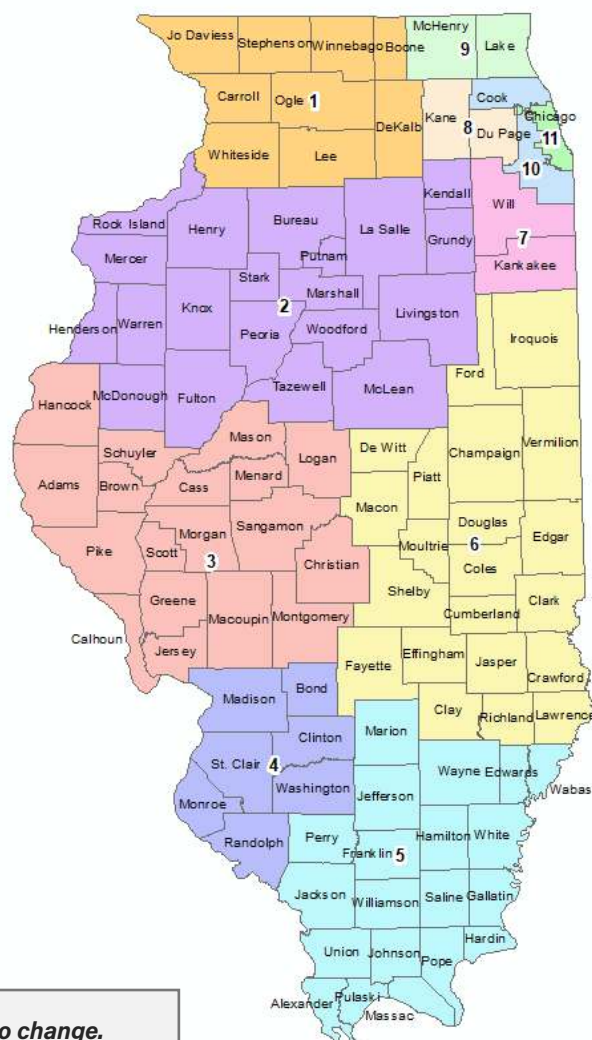 Jo Daviess
Stephenson
Winnebago
Boone
McHenry
Lake
9
Carroll
Ogle
1
DeKalb
Kane
8
Cook
Du Page
Chicago
11
10
Whiteside
Lee
Kendall
Will
7
Rock Island
Henry
Bureau
La Salle
Grundy
Kankakee
Mercer
Putnam
Stark
Marshall
2
Henderson
Warren
Knox
Peoria
Woodford
Livingston
Iroquois
Ford
McDonough
Fulton
Tazewell
McLean
Hancock
Mason
Logan
De Witt
Champaign
Vermilion
Schuyler
Adams
Brown
Cass
Menard
Piatt
Macon
Sangamon
Douglas
Edgar
Pike
Scott
Morgan
3
Christian
Moultrie
6
Coles
Shelby
Clark
Greene
Cumberland
Macoupin
Montgomery
Calhoun
Jersey
Fayette
Effingham
Jasper
Crawford
Madison
Bond
Clay
Richland
Lawrence
Marion
Clinton
St. Clair
4
Wayne
Edwards
Wabas
Washington
Jefferson
Monroe
Randolph
Perry
Franklin
5
Hamilton
White
Jackson
Williamson
Saline
Gallatin
Union
Johnson
Pope
Hardin
Alexander
Pulaski
Massac
o change.